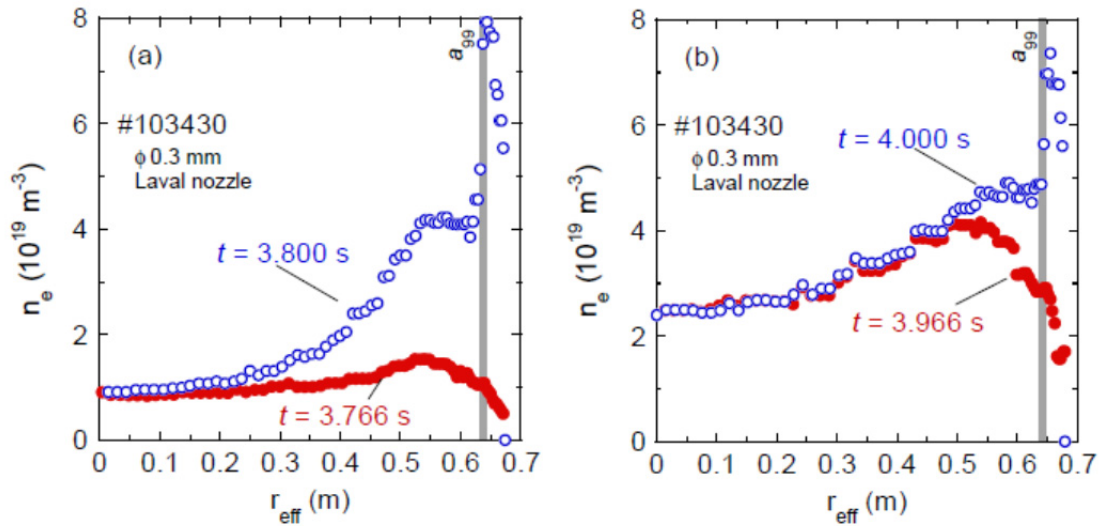 (a)
a99
#103430
ϕ 0.3 mm
Laval nozzle
t = 3.800 s
t = 3.766 s
ne (10^19 m^-3)
8
6
4
2
0
0 0.1 0.2 0.3 0.4 0.5 0.6 0.7
reff (m)
(b)
a99
#103430
ϕ 0.3 mm
Laval nozzle
t = 4.000 s
t = 3.966 s
ne (10^19 m^-3)
8
6
4
2
0
0 0.1 0.2 0.3 0.4 0.5 0.6 0.7
reff (m)